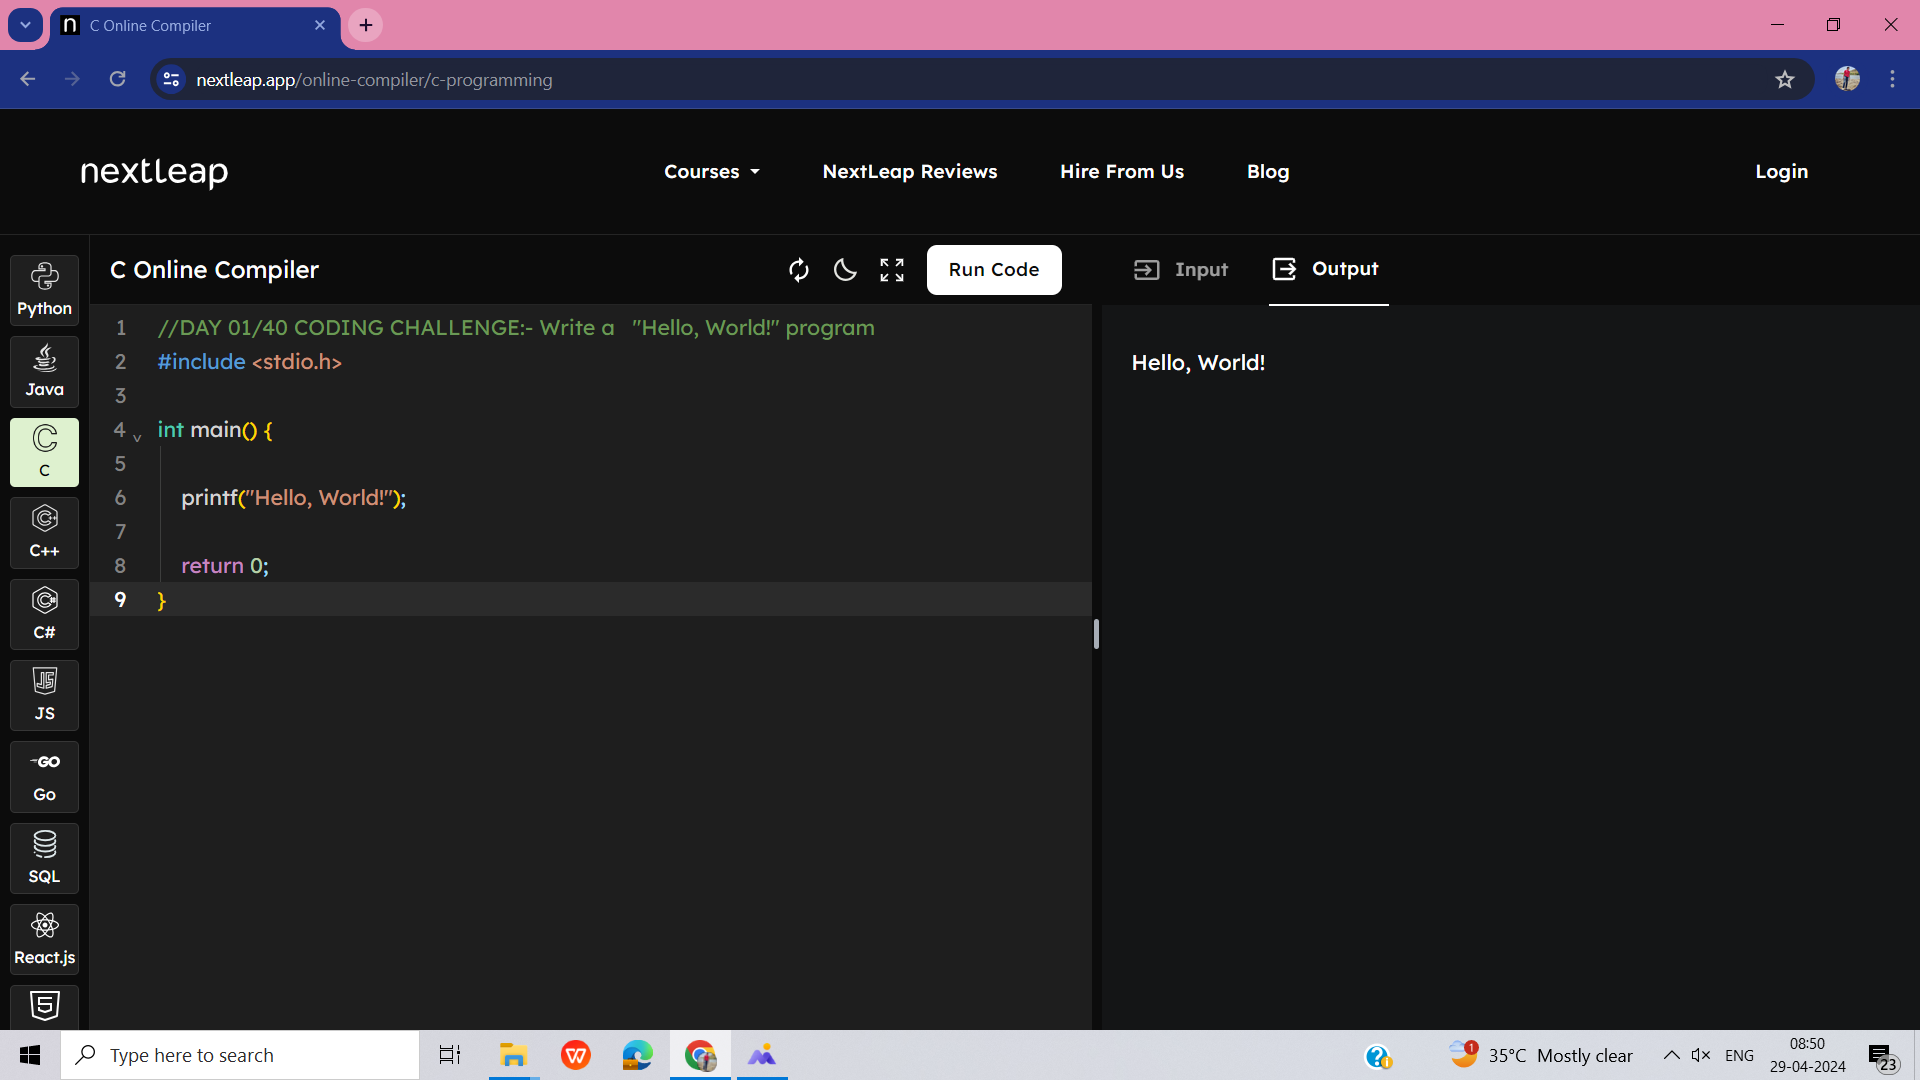 C Online Compiler
nextleap.app/online-compiler/c-programming
nextleap
Courses
NextLeap Reviews
Hire From Us
Blog
Login
Python
Java
C
C++
C#
JS
Go
SQL
React.js
C Online Compiler
Run Code
Input
Output
1 //DAY 01/40 CODING CHALLENGE:- Write a   "Hello, World!" program
2 #include <stdio.h>
3
4 int main() {
5
6 printf("Hello, World!");
7
8 return 0;
9 }
Hello, World!
Type here to search
35°C Mostly clear
ENG
08:50
29-04-2024
23